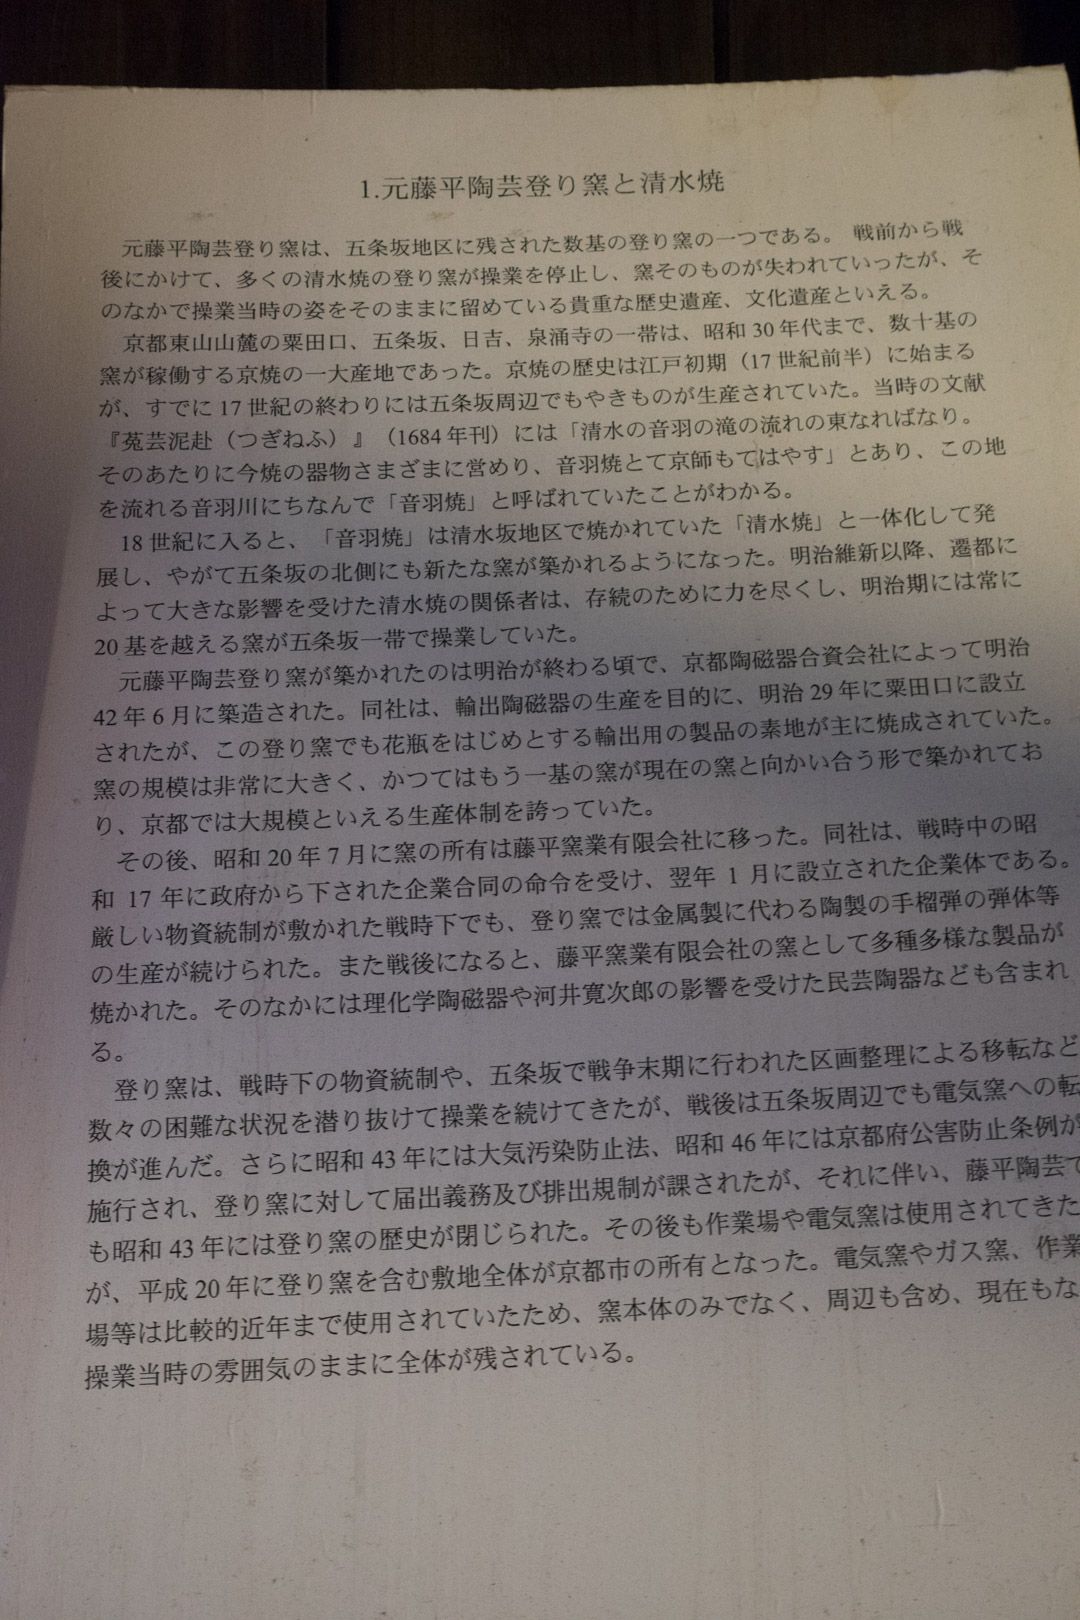 1.元藤平陶芸登り窯と清水焼
元藤平陶芸登り窯は、五条坂地区に残された数基の登り窯の一つである。 戦前から戦
後にかけて、多くの清水焼の登り窯が操業を停止し、窯そのものが失われていったが、そ
のなかで操業当時の姿をそのままに留めている貴重な歴史遺産、文化遺産といえる。
京都東山山麓の粟田口、五条坂、日吉、泉涌寺の一帯は、昭和 30 年代まで、数十基の
窯が稼働する京焼の一大産地であった。京焼の歴史は江戸初期（17 世紀前半）に始まる
が、すでに 17 世紀の終わりには五条坂周辺でもやきものが生産されていた。当時の文献
『菟芸泥赴（つぎねふ）』（1684 年刊）には「清水の音羽の滝の流れの東なればなり。
そのあたりに今焼の器物さまざまに営めり、音羽焼とて京師もてはやす」とあり、この地
を流れる音羽川にちなんで「音羽焼」と呼ばれていたことがわかる。
18 世紀に入ると、「音羽焼」は清水坂地区で焼かれていた「清水焼」と一体化して発
展し、やがて五条坂の北側にも新たな窯が築かれるようになった。明治維新以降、遷都に
よって大きな影響を受けた清水焼の関係者は、存続のために力を尽くし、明治期には常に
20 基を越える窯が五条坂一帯で操業していた。
元藤平陶芸登り窯が築かれたのは明治が終わる頃で、京都陶磁器合資会社によって明治
42 年 6 月に築造された。同社は、輸出陶磁器の生産を目的に、明治 29 年に粟田口に設立
されたが、この登り窯でも花瓶をはじめとする輸出用の製品の素地が主に焼成されていた。
窯の規模は非常に大きく、かつてはもう一基の窯が現在の窯と向かい合う形で築かれてお
り、京都では大規模といえる生産体制を誇っていた。
その後、昭和 20 年 7 月に窯の所有は藤平窯業有限会社に移った。同社は、戦時中の昭
和 17 年に政府から下された企業合同の命令を受け、翌年 1 月に設立された企業体である。
厳しい物資統制が敷かれた戦時下でも、登り窯では金属製に代わる陶製の手榴弾の弾体等
の生産が続けられた。また戦後になると、藤平窯業有限会社の窯として多種多様な製品が
焼かれた。そのなかには理化学陶磁器や河井寛次郎の影響を受けた民芸陶器なども含まれ
る。
登り窯は、戦時下の物資統制や、五条坂で戦争末期に行われた区画整理による移転など
数々の困難な状況を潜り抜けて操業を続けてきたが、戦後は五条坂周辺でも電気窯への転
換が進んだ。さらに昭和 43 年には大気汚染防止法、昭和 46 年には京都府公害防止条例が
施行され、登り窯に対して届出義務及び排出規制が課されたが、それに伴い、藤平陶芸で
も昭和 43 年には登り窯の歴史が閉じられた。その後も作業場や電気窯は使用されてきた
が、平成 20 年に登り窯を含む敷地全体が京都市の所有となった。電気窯やガス窯、作業
場等は比較的近年まで使用されていたため、窯本体のみでなく、周辺も含め、現在もな
操業当時の雰囲気のままに全体が残されている。